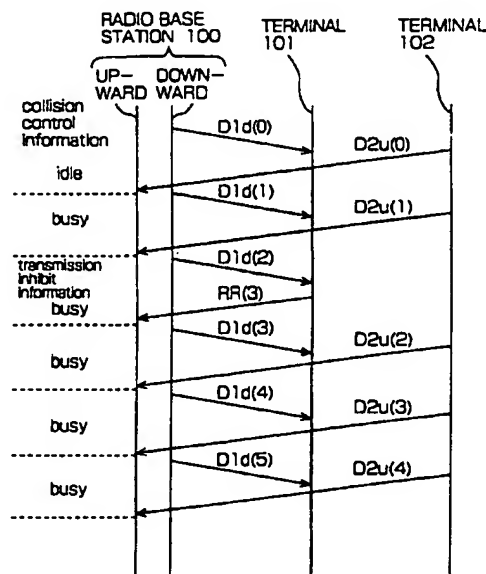 RADIO BASE
STATION 100
TERMINAL
101
TERMINAL
102
UP-
WARD
DOWN-
WARD
collision
control
information
D1d(0)
D2u(0)
idle
D1d(1)
D2u(1)
busy
D1d(2)
transmission
inhibit
information
RR(3)
busy
D1d(3)
D2u(2)
busy
D1d(4)
D2u(3)
busy
D1d(5)
D2u(4)
busy